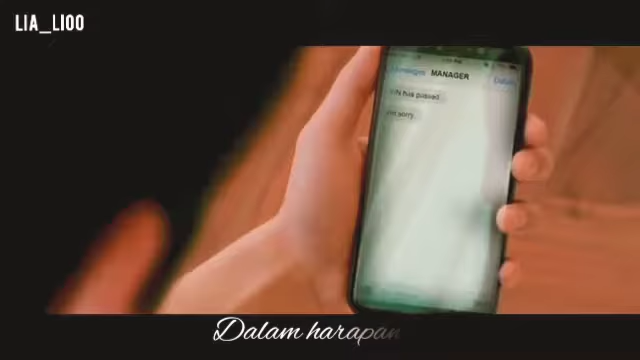 LIA_LIOO
MANAGER
has passed.
sorry.
Dalam harapan